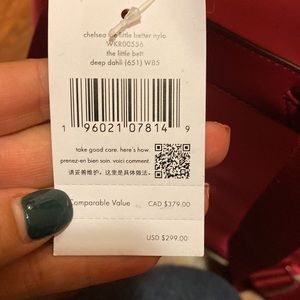 chelsea the little better nylo
WKR00556
the little bett
deep dahli (651) W85
1 96021 07814 9
take good care. here's how.
prenez-en bien soin. voici comment.
请妥善维护。这里是具体做法。
Comparable Value CAD $379.00
USD $299.00